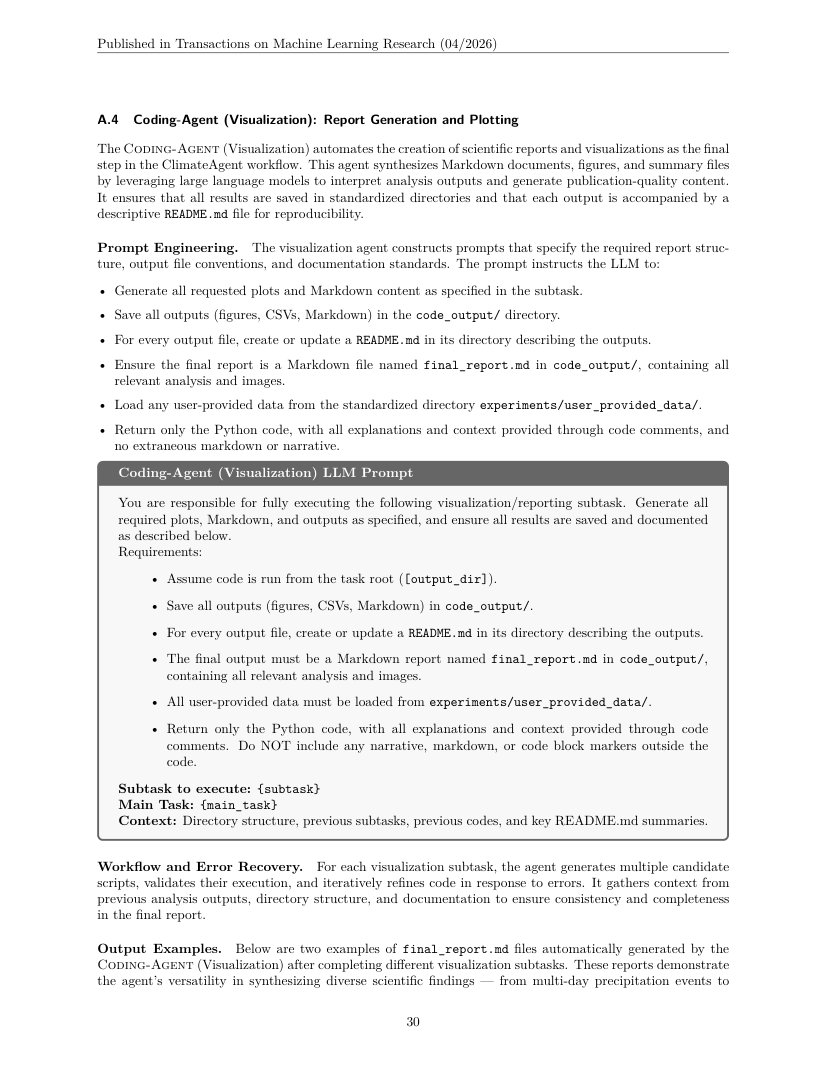 Published in Transactions on Machine Learning Research (04/2026)
A.4 Coding-Agent (Visualization): Report Generation and Plotting
The Coding-Agent (Visualization) automates the creation of scientific reports and visualizations as the final
step in the ClimateAgent workflow. This agent synthesizes Markdown documents, figures, and summary files
by leveraging large language models to interpret analysis outputs and generate publication-quality content.
It ensures that all results are saved in standardized directories and that each output is accompanied by a
descriptive README.md file for reproducibility.
Prompt Engineering. The visualization agent constructs prompts that specify the required report struc-
ture, output file conventions, and documentation standards. The prompt instructs the LLM to:
• Generate all requested plots and Markdown content as specified in the subtask.
• Save all outputs (figures, CSVs, Markdown) in the code_output/ directory.
• For every output file, create or update a README.md in its directory describing the outputs.
• Ensure the final report is a Markdown file named final_report.md in code_output/, containing all
relevant analysis and images.
• Load any user-provided data from the standardized directory experiments/user_provided_data/.
• Return only the Python code, with all explanations and context provided through code comments, and
no extraneous markdown or narrative.
Coding-Agent (Visualization) LLM Prompt
You are responsible for fully executing the following visualization/reporting subtask. Generate all
required plots, Markdown, and outputs as specified, and ensure all results are saved and documented
as described below.
Requirements:
• Assume code is run from the task root ([output_dir]).
• Save all outputs (figures, CSVs, Markdown) in code_output/.
• For every output file, create or update a README.md in its directory describing the outputs.
• The final output must be a Markdown report named final_report.md in code_output/,
containing all relevant analysis and images.
• All user-provided data must be loaded from experiments/user_provided_data/.
• Return only the Python code, with all explanations and context provided through code
comments. Do NOT include any narrative, markdown, or code block markers outside the
code.
Subtask to execute: {subtask}
Main Task: {main_task}
Context: Directory structure, previous subtasks, previous codes, and key README.md summaries.
Workflow and Error Recovery. For each visualization subtask, the agent generates multiple candidate
scripts, validates their execution, and iteratively refines code in response to errors. It gathers context from
previous analysis outputs, directory structure, and documentation to ensure consistency and completeness
in the final report.
Output Examples. Below are two examples of final_report.md files automatically generated by the
Coding-Agent (Visualization) after completing different visualization subtasks. These reports demonstrate
the agent's versatility in synthesizing diverse scientific findings — from multi-day precipitation events to
30